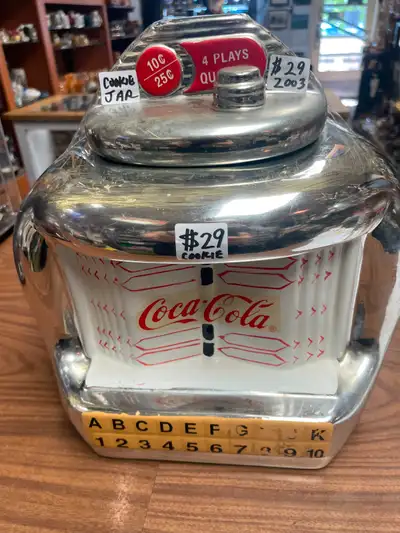 10¢
25¢
4 PLAYS
QU
COOKIE
JAR
$29
2003
$29
COOKIE
Coca-Cola
A B C D E F G K
1 2 3 4 5 6 7 8 9 10